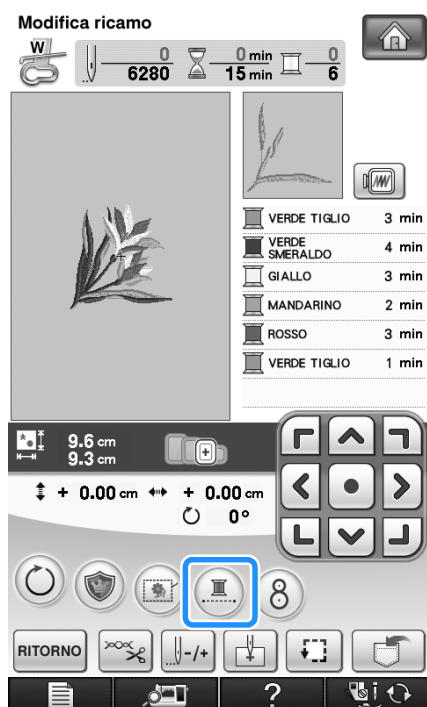 Modifica ricamo
W
0
6280
0 min
15 min
0
6
VERDE TIGLIO 3 min
VERDE SMERALDO 4 min
GIALLO 3 min
MANDARINO 2 min
ROSSO 3 min
VERDE TIGLIO 1 min
9.6 cm
9.3 cm
+ 0.00 cm + 0.00 cm
0°
8
RITORNO -/+
?